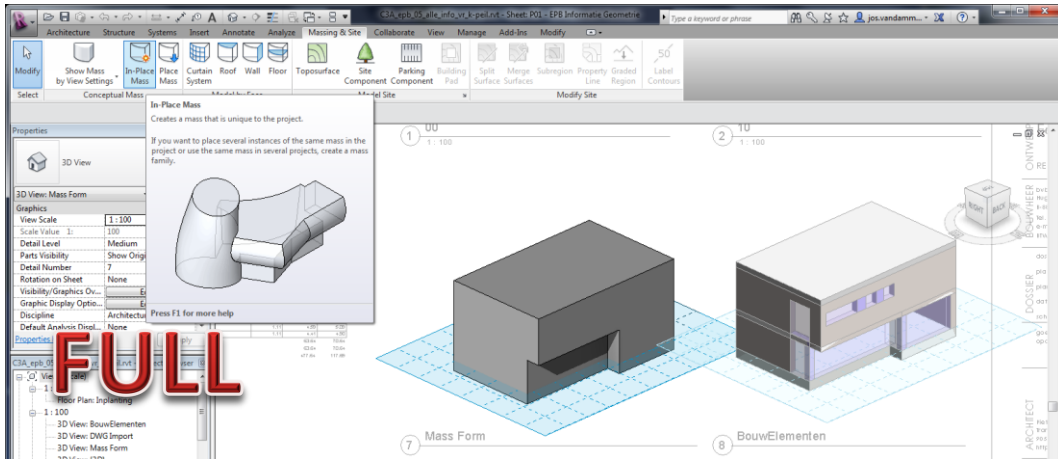 C3A_epb_05_alle_info_vr_k-peil.rvt - Sheet: P01 - EPB Informatie Geometrie
Type a keyword or phrase
jos.vandamm...
Architecture Structure Systems Insert Annotate Analyze Massing & Site Collaborate View Manage Add-Ins Modify
Modify
Show Mass by View Settings
In-Place Mass
Place Mass
Curtain System
Roof
Wall
Floor
Toposurface
Site Component
Parking Component
Building Pad
Split Surface
Merge Surfaces
Subregion
Property Line
Graded Region
Label Contours
Select
Conceptual Mass
Modify Site
In-Place Mass
Creates a mass that is unique to the project.
If you want to place several instances of the same mass in the
project or use the same mass in several projects, create a mass
family.
Press F1 for more help
Properties
3D View
3D View: Mass Form
Graphics
View Scale 1 : 100
Scale Value 1: 100
Detail Level Medium
Parts Visibility Show Origi
Detail Number 7
Rotation on Sheet None
Visibility/Graphics Ov...
Graphic Display Optio...
Discipline Architectu
Default Analysis Displ... None
FULL
Floor Plan: Inplanting
1 : 100
3D View: BouwElementen
3D View: DWG Import
3D View: Mass Form
1 00
1 : 100
2 10
1 : 100
RIGHT BACK
7 Mass Form
8 BouwElementen
BOUWHEER
DOSSIER
ARCHITECT